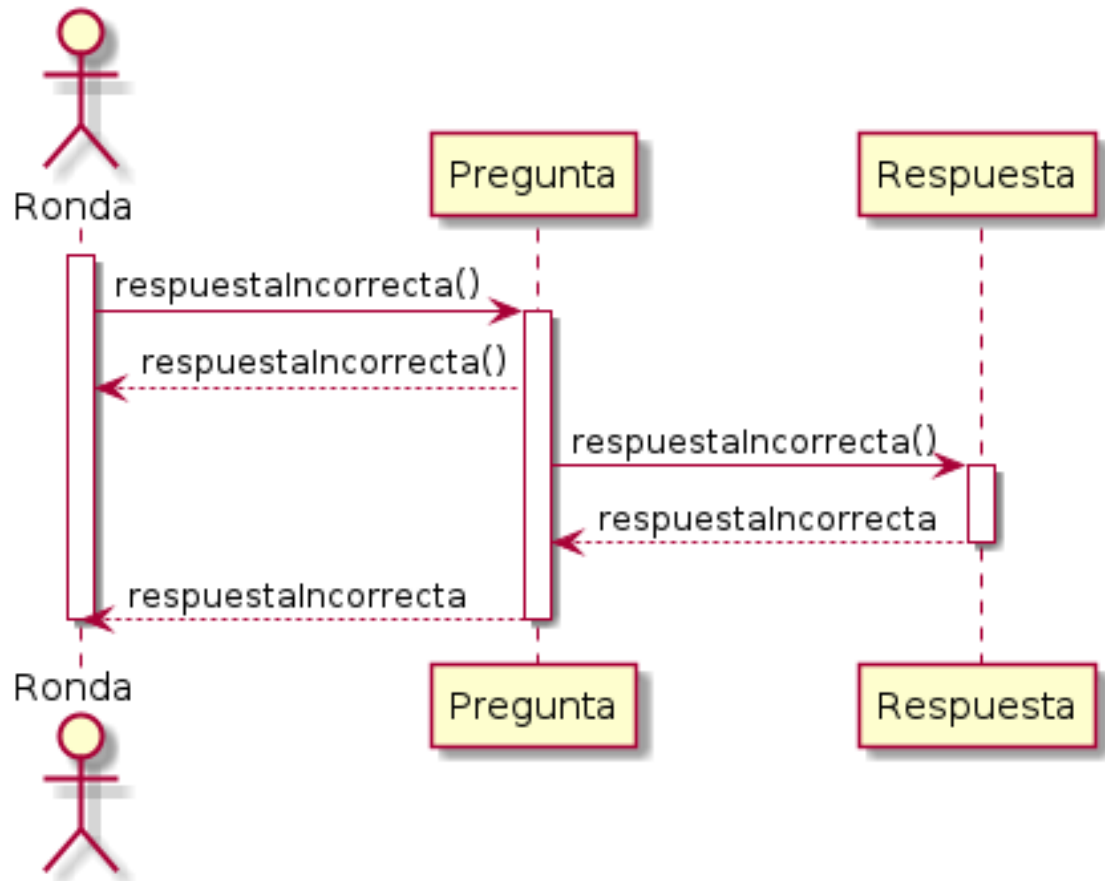 Ronda
Pregunta
Respuesta
respuestaIncorrecta()
respuestaIncorrecta()
respuestaIncorrecta()
respuestaIncorrecta
respuestaIncorrecta
Ronda
Pregunta
Respuesta